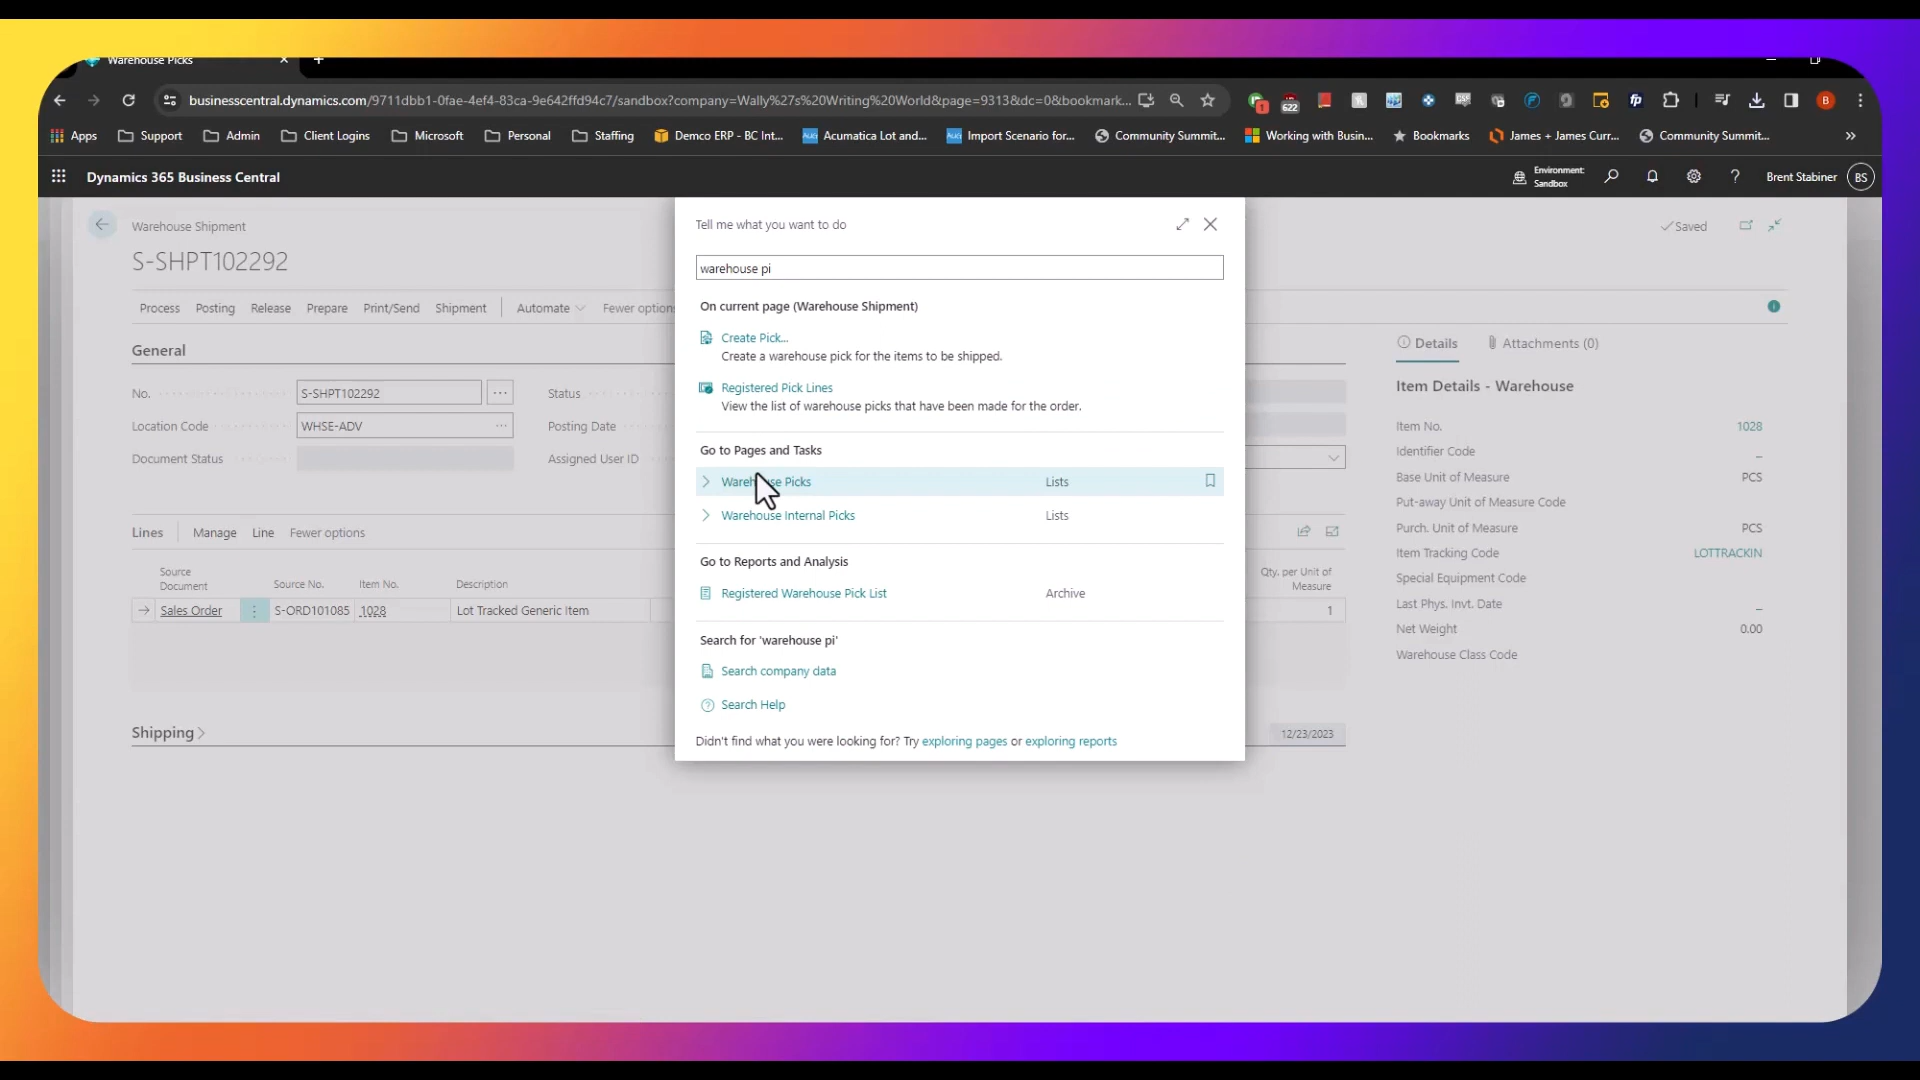 Warehouse Picks
businesscentral.dynamics.com/9711dbb1-0fae-4ef4-83ca-9e642ffd94c7/sandbox?company=Wally%27s%20Writing%20World&page=9313&dc=0&bookmark...
Apps Support Admin Client Logins Microsoft Personal Staffing Demco ERP - BC Int... Acumatica Lot and... Import Scenario for... Community Summit... Working with Busin... Bookmarks James + James Curr... Community Summit...
Dynamics 365 Business Central
Environment:
Sandbox
Brent Stabiner BS
Warehouse Shipment
Saved
S-SHPT102292
Process Posting Release Prepare Print/Send Shipment Automate Fewer options
General
No. S-SHPT102292 Status
Location Code WHSE-ADV Posting Date
Document Status Assigned User ID
Lines Manage Line Fewer options
Source
Document Source No. Item No. Description
Qty. per Unit of
Measure
Sales Order S-ORD101085 1028 Lot Tracked Generic Item 1
Shipping
12/23/2023
Tell me what you want to do
warehouse pi
On current page (Warehouse Shipment)
Create Pick...
Create a warehouse pick for the items to be shipped.
Registered Pick Lines
View the list of warehouse picks that have been made for the order.
Go to Pages and Tasks
Warehouse Picks Lists
Warehouse Internal Picks Lists
Go to Reports and Analysis
Registered Warehouse Pick List Archive
Search for 'warehouse pi'
Search company data
Search Help
Didn't find what you were looking for? Try exploring pages or exploring reports
Details Attachments (0)
Item Details - Warehouse
Item No. 1028
Identifier Code _
Base Unit of Measure PCS
Put-away Unit of Measure Code
Purch. Unit of Measure PCS
Item Tracking Code LOTTRACKIN
Special Equipment Code
Last Phys. Invt. Date _
Net Weight 0.00
Warehouse Class Code